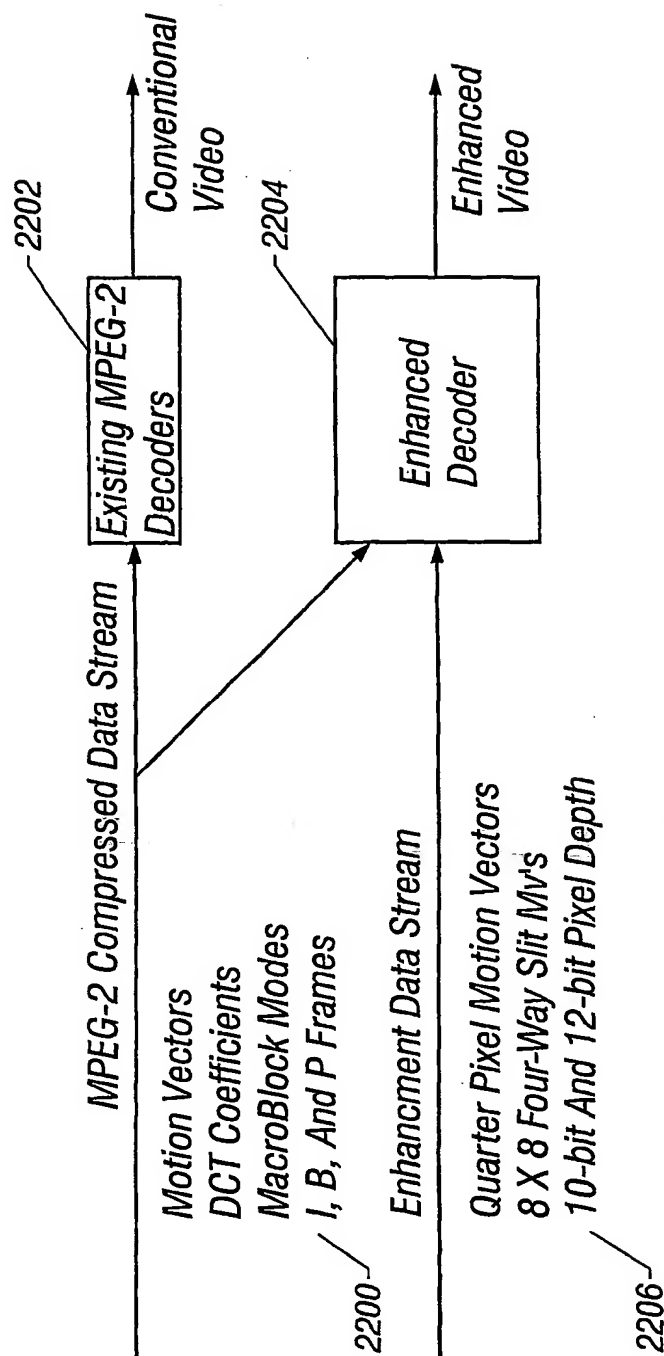 MPEG-2 Compressed Data Stream
Motion Vectors
DCT Coefficients
MacroBlock Modes
I, B, And P Frames
2200
Existing MPEG-2
Decoders
2202
Conventional
Video
Enhancment Data Stream
Quarter Pixel Motion Vectors
8 X 8 Four-Way Slit Mv's
10-bit And 12-bit Pixel Depth
2206
Enhanced
Decoder
2204
Enhanced
Video